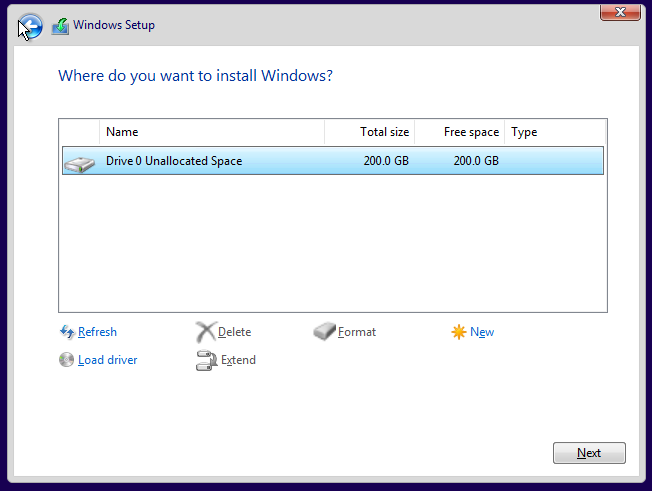 Windows Setup
Where do you want to install Windows?
Name Total size Free space Type
Drive 0 Unallocated Space 200.0 GB 200.0 GB
Refresh Delete Format New
Load driver Extend
Next